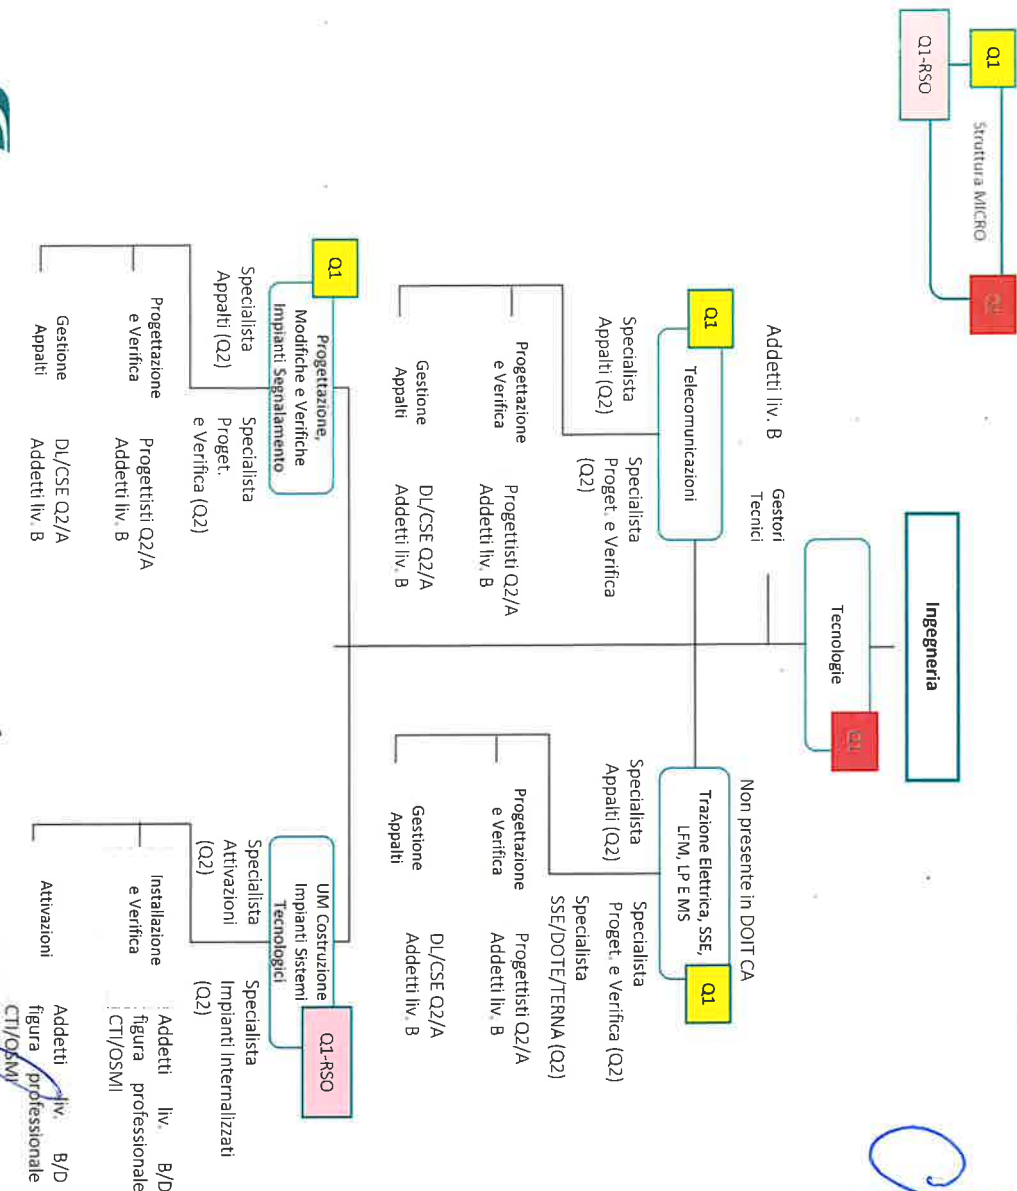 Q1
Struttura MICRO
Q1-RSO
Ingegneria
Tecnologie
Q1
Gestori
Tecnici
Addetti liv. B
Q1
Telecomunicazioni
Specialista
Appalti (Q2)
Specialista
Proget. e Verifica
(Q2)
Progettazione
e Verifica
Progettisti Q2/A
Addetti liv. B
Gestione
Appalti
DL/CSE Q2/A
Addetti liv. B
Non presente in DOIT CA
Trazione Elettrica, SSE,
LFM, LP E MS
Q1
Specialista
Appalti (Q2)
Specialista
Proget. e Verifica (Q2)
Specialista
SSE/DOTE/TERNA (Q2)
Progettazione
e Verifica
Progettisti Q2/A
Addetti liv. B
Gestione
Appalti
DL/CSE Q2/A
Addetti liv. B
Q1
Progettazione,
Modifiche e Verifiche
Impianti Segnalamento
Specialista
Appalti (Q2)
Specialista
Proget.
e Verifica (Q2)
Progettazione
e Verifica
Progettisti Q2/A
Addetti liv. B
Gestione
Appalti
DL/CSE Q2/A
Addetti liv. B
UM Costruzione
Impianti Sistemi
Tecnologici
Q1-RSO
Specialista
Attivazioni
(Q2)
Specialista
Impianti Internalizzati
(Q2)
Installazione
e Verifica
Addetti liv. B/D
figura professionale
CTI/OSMI
Attivazioni
Addetti liv. B/D
figura professionale
CTI/OSMI